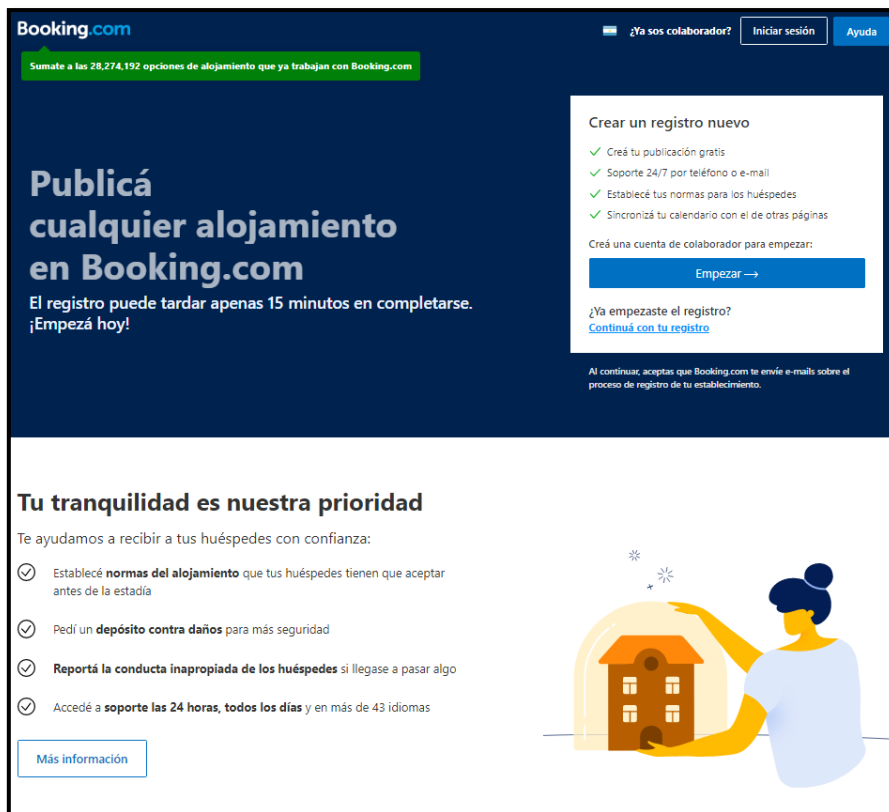 Booking.com
¿Ya sos colaborador?
Iniciar sesión
Ayuda
Sumate a las 28,274,192 opciones de alojamiento que ya trabajan con Booking.com
Publicá
cualquier alojamiento
en Booking.com
El registro puede tardar apenas 15 minutos en completarse.
¡Empezá hoy!
Crear un registro nuevo
Creá tu publicación gratis
Soporte 24/7 por teléfono o e-mail
Establecé tus normas para los huéspedes
Sincronizá tu calendario con el de otras páginas
Creá una cuenta de colaborador para empezar:
Empezar →
¿Ya empezaste el registro?
Continuá con tu registro
Al continuar, aceptas que Booking.com te envíe e-mails sobre el
proceso de registro de tu establecimiento.
Tu tranquilidad es nuestra prioridad
Te ayudamos a recibir a tus huéspedes con confianza:
Establecé normas del alojamiento que tus huéspedes tienen que aceptar
antes de la estadía
Pedí un depósito contra daños para más seguridad
Reportá la conducta inapropiada de los huéspedes si llegase a pasar algo
Accedé a soporte las 24 horas, todos los días y en más de 43 idiomas
Más información